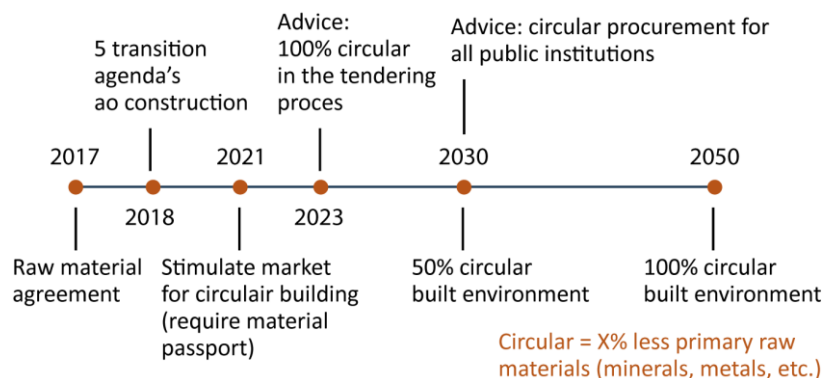 5 transition
agenda's
ao construction
Advice:
100% circular
in the tendering
proces
Advice: circular procurement for
all public institutions
2017
2021
2030
2050
2018
2023
Raw material
agreement
Stimulate market
for circulair building
(require material
passport)
50% circular
built environment
100% circular
built environment
Circular = X% less primary raw
materials (minerals, metals, etc.)